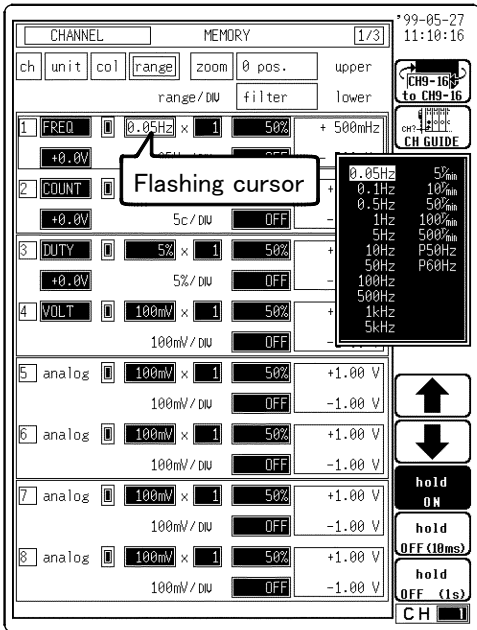 '99-05-27
CHANNEL MEMORY 1/3 11:10:16
ch unit col range zoom 0 pos. upper
range/DIV filter lower
CH9-16
to CH9-16
CH?
CH GUIDE
1 FREQ 0.05Hz × 1 50% + 500mHz
+0.0V
Flashing cursor
2 COUNT
+0.0V 5c/DIV OFF
3 DUTY 5% × 1 50% +
+0.0V 5%/DIV OFF -
4 VOLT 100mV × 1 50% +
100mV/DIV OFF -
0.05Hz 5r/min
0.1Hz 10r/min
0.5Hz 50r/min
1Hz 100r/min
5Hz 500r/min
10Hz P50Hz
50Hz P60Hz
100Hz
500Hz
1kHz
5kHz
5 analog 100mV × 1 50% +1.00 V
100mV/DIV OFF -1.00 V
6 analog 100mV × 1 50% +1.00 V
100mV/DIV OFF -1.00 V
7 analog 100mV × 1 50% +1.00 V
100mV/DIV OFF -1.00 V
8 analog 100mV × 1 50% +1.00 V
100mV/DIV OFF -1.00 V
hold
ON
hold
OFF(10ms)
hold
OFF (1s)
CH 1